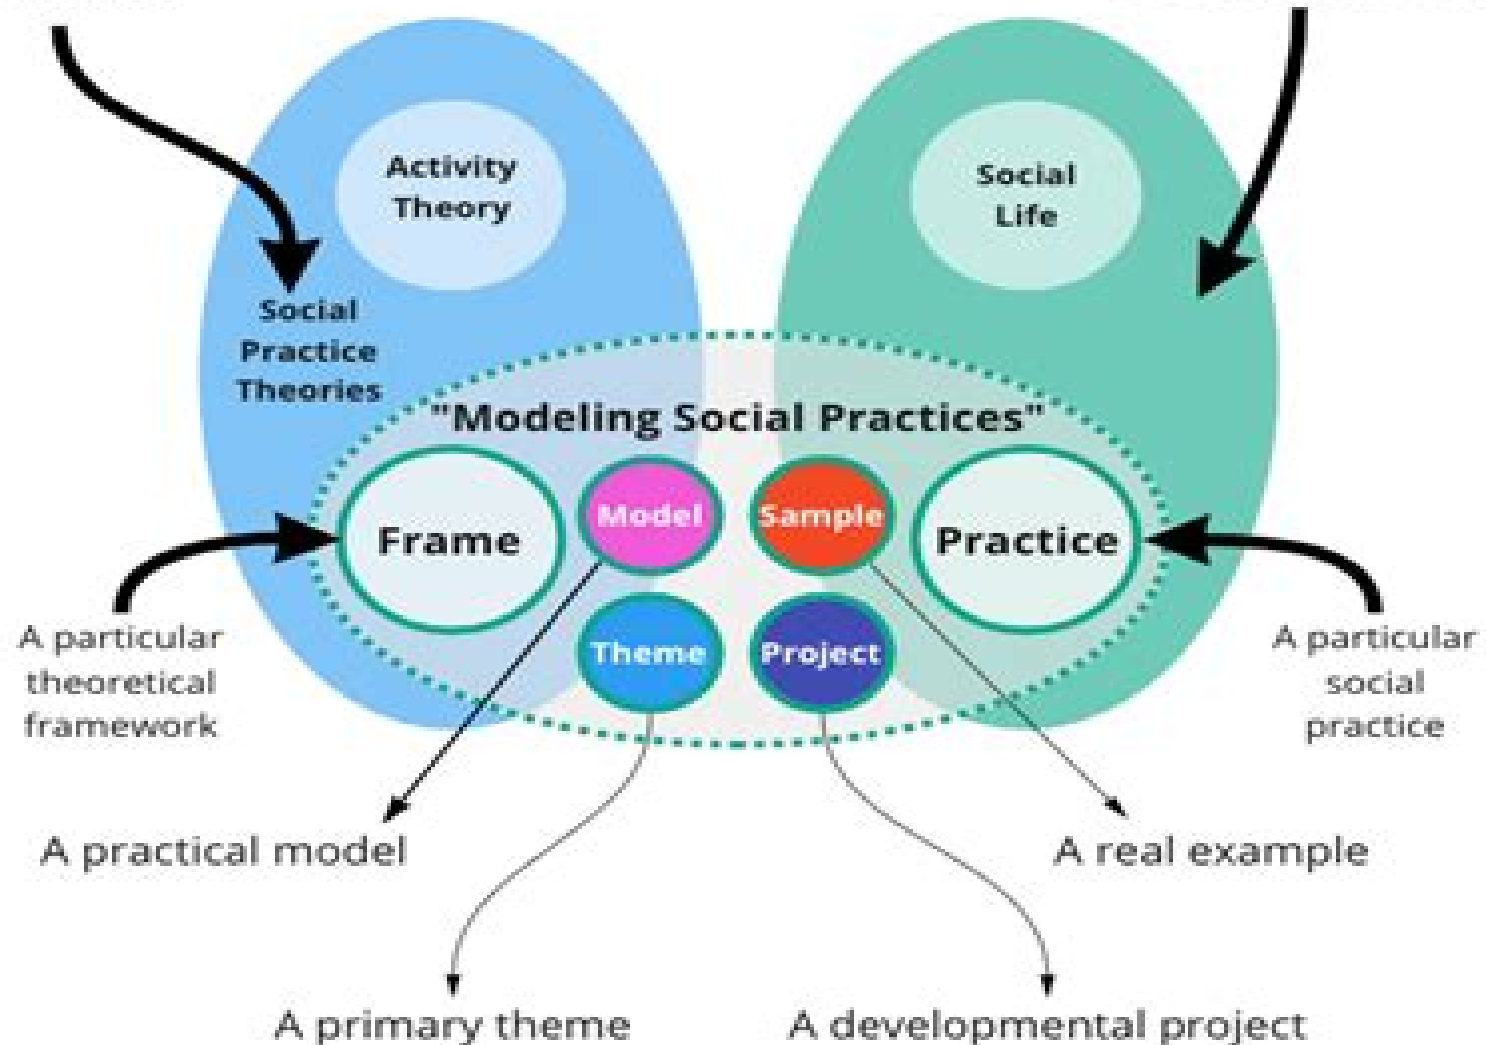 Activity
Theory
Social
Life
Social
Practice
Theories
"Modeling Social Practices"
Frame
Model
Sample
Practice
Theme
Project
A particular
theoretical
framework
A particular
social
practice
A practical model
A real example
A primary theme
A developmental project